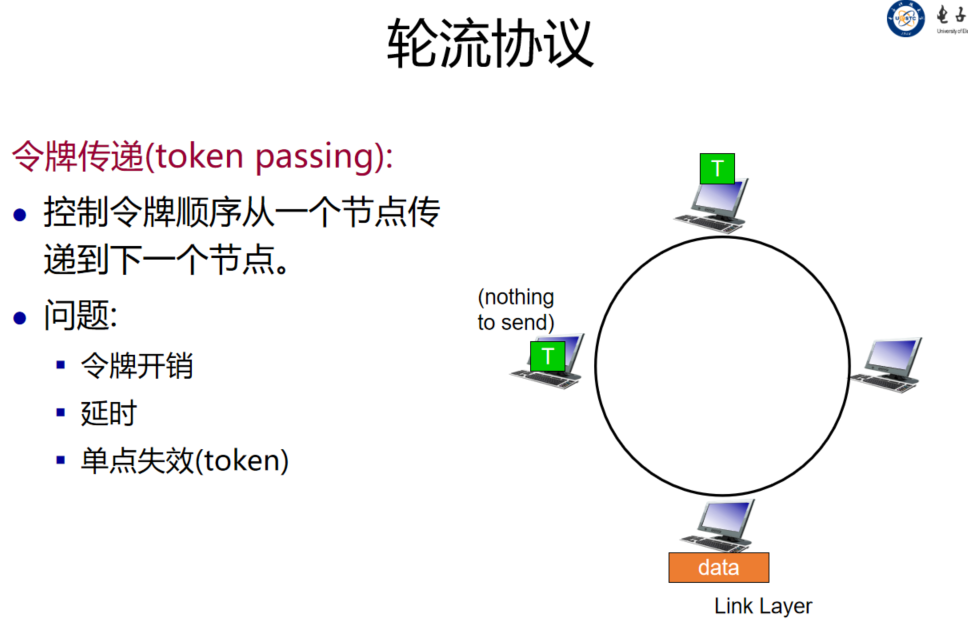 轮流协议
电子
University of Ele
令牌传递(token passing):
控制令牌顺序从一个节点传
递到下一个节点。
问题:
令牌开销
延时
单点失效(token)
T
(nothing
to send)
T
data
Link Layer